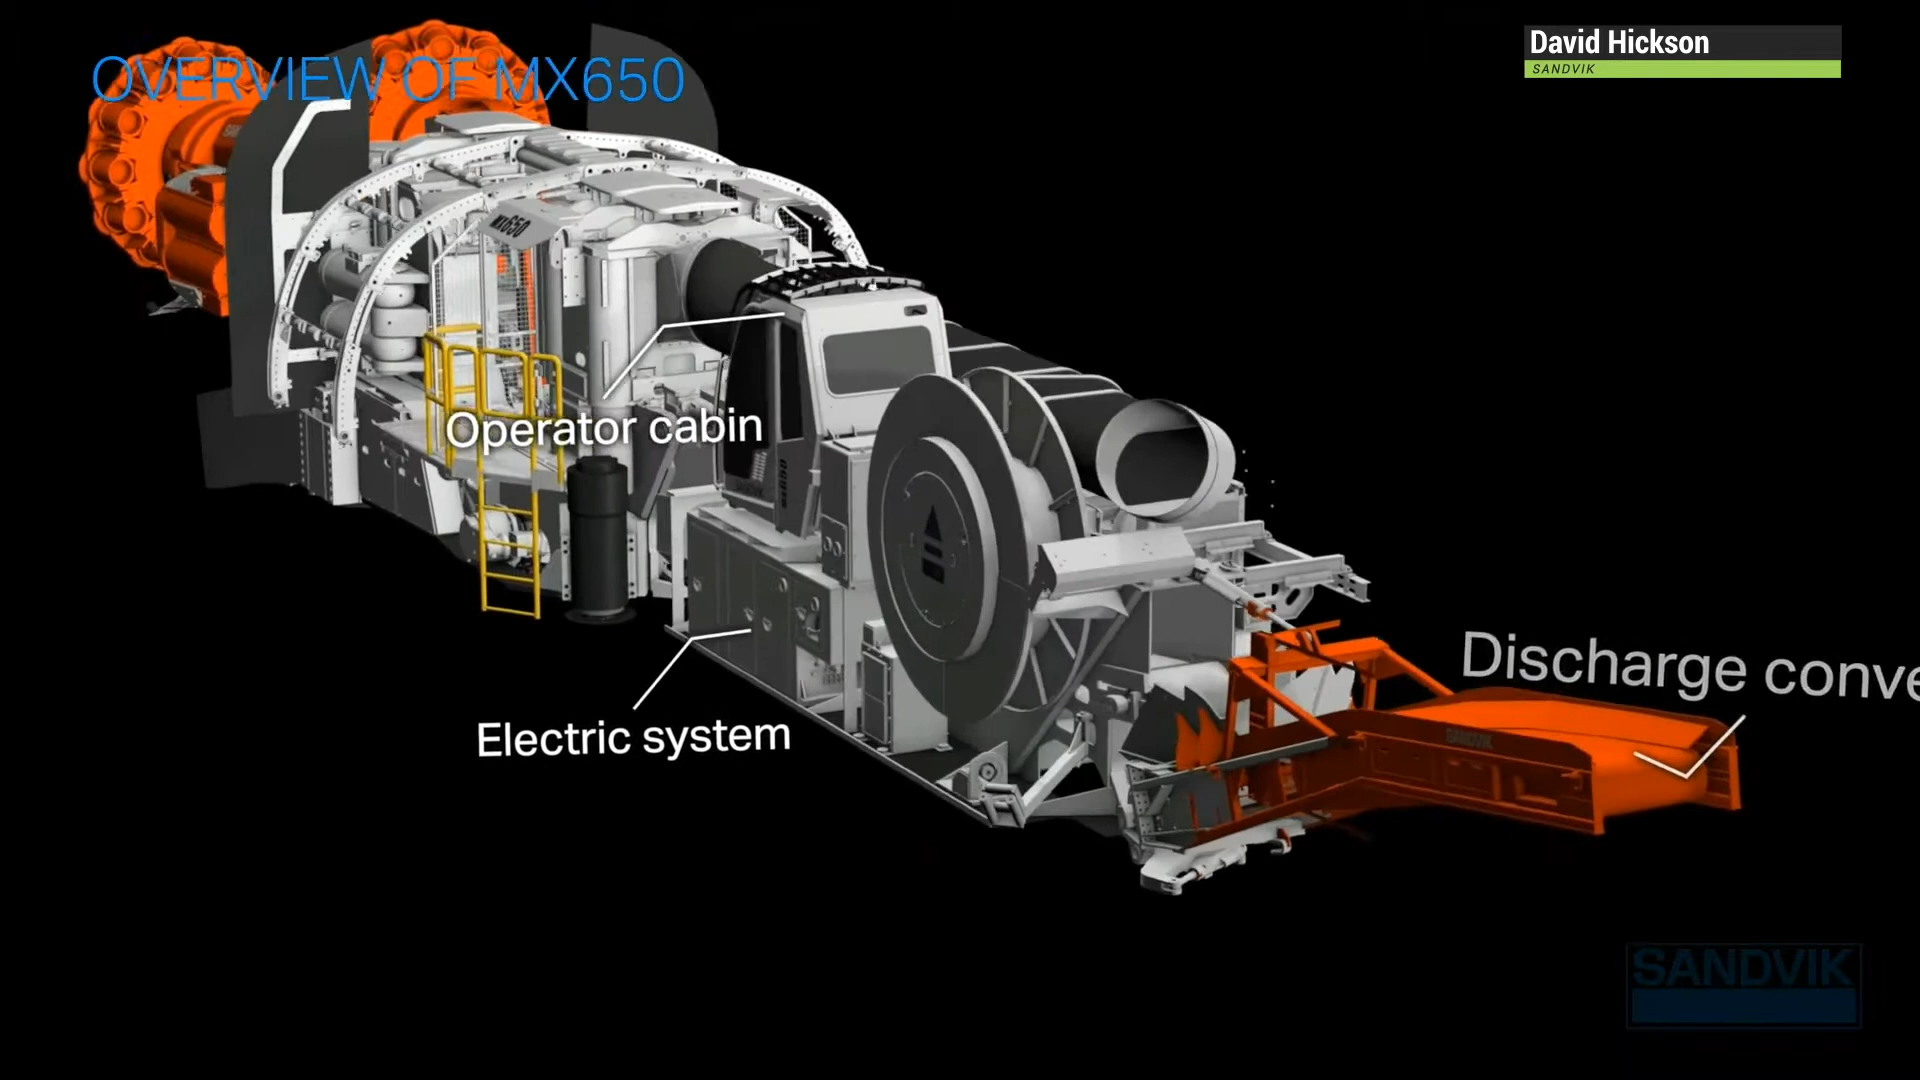 OVERVIEW OF MX650
David Hickson
SANDVIK
MX650
Operator cabin
Electric system
Discharge conve
SANDVIK
SANDVIK